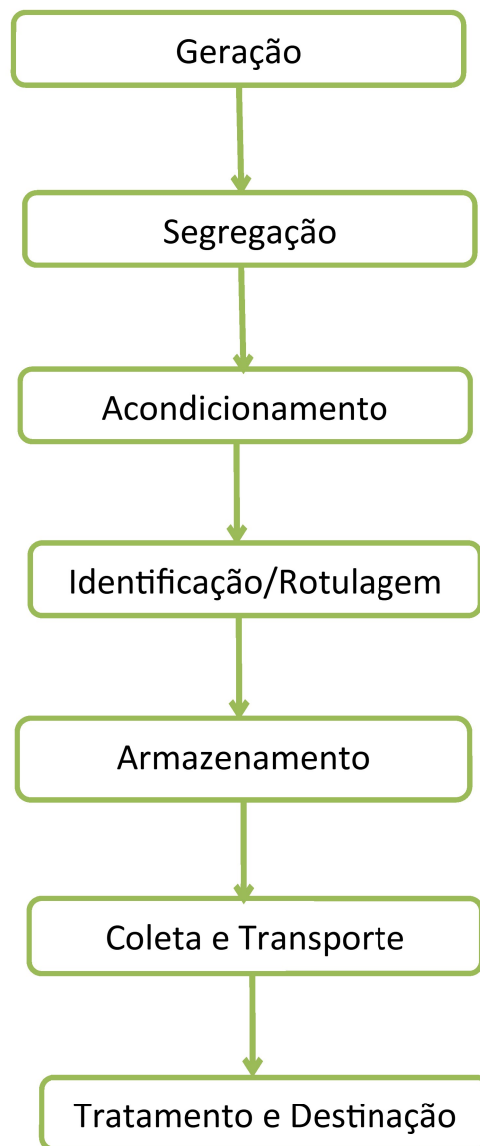 Geração
Segregação
Acondicionamento
Identificação/Rotulagem
Armazenamento
Coleta e Transporte
Tratamento e Destinação